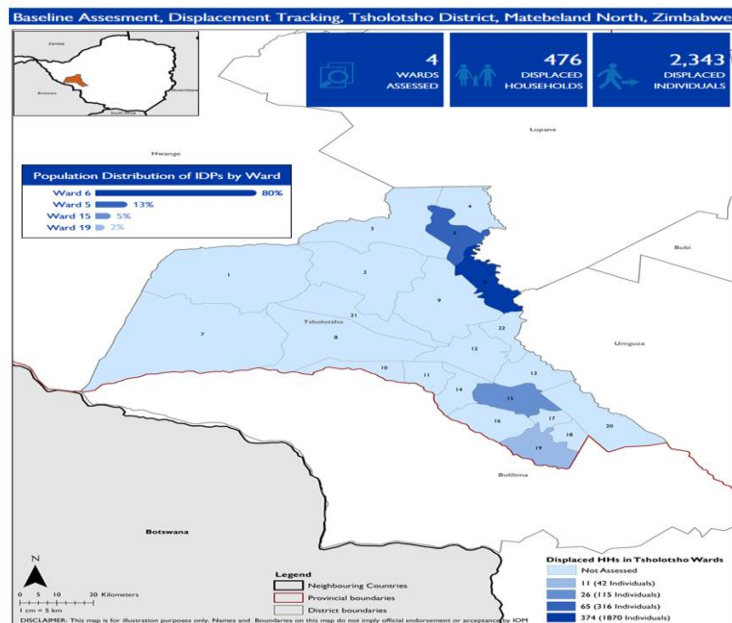 Baseline Assesment, Displacement Tracking, Tsholotsho District, Matebeland North, Zimbabwe
Zambia
Mozambique
Botswana
South Africa
4
WARDS
ASSESSED
476
DISPLACED
HOUSEHOLDS
2,343
DISPLACED
INDIVIDUALS
Lupane
Hwange
Population Distribution of IDPs by Ward
Ward 6 80%
Ward 5 13%
Ward 15 5%
Ward 19 2%
4
3
5
Bubi
1
2
6
9
21
Tsholotsho
22
7
8
12
Umguza
10
11
13
14
15
16
17
18
20
19
Bulilima
Botswana
N
0 5 10 20 Kilometers
1 cm = 5 km
Legend
Neighbouring Countries
Provincial boundaries
District boundaries
Displaced HHs in Tsholotsho Wards
Not Assessed
11 (42 Individuals)
26 (115 Individuals)
65 (316 Individuals)
374 (1870 Individuals)
DISCLAIMER: This map is for illustration purposes only. Names and Boundaries on this map do not imply official endorsement or acceptance by IOM